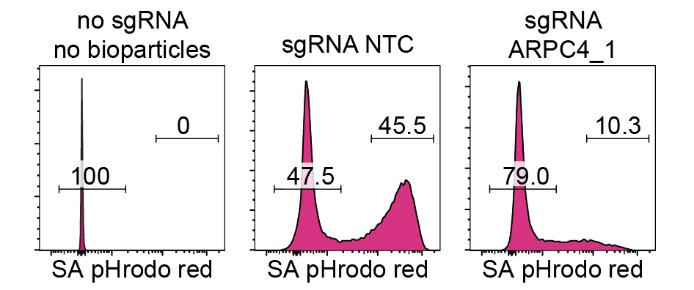 no sgRNA
no bioparticles
0
100
SA pHrodo red
sgRNA NTC
45.5
47.5
SA pHrodo red
sgRNA
ARPC4_1
10.3
79.0
SA pHrodo red